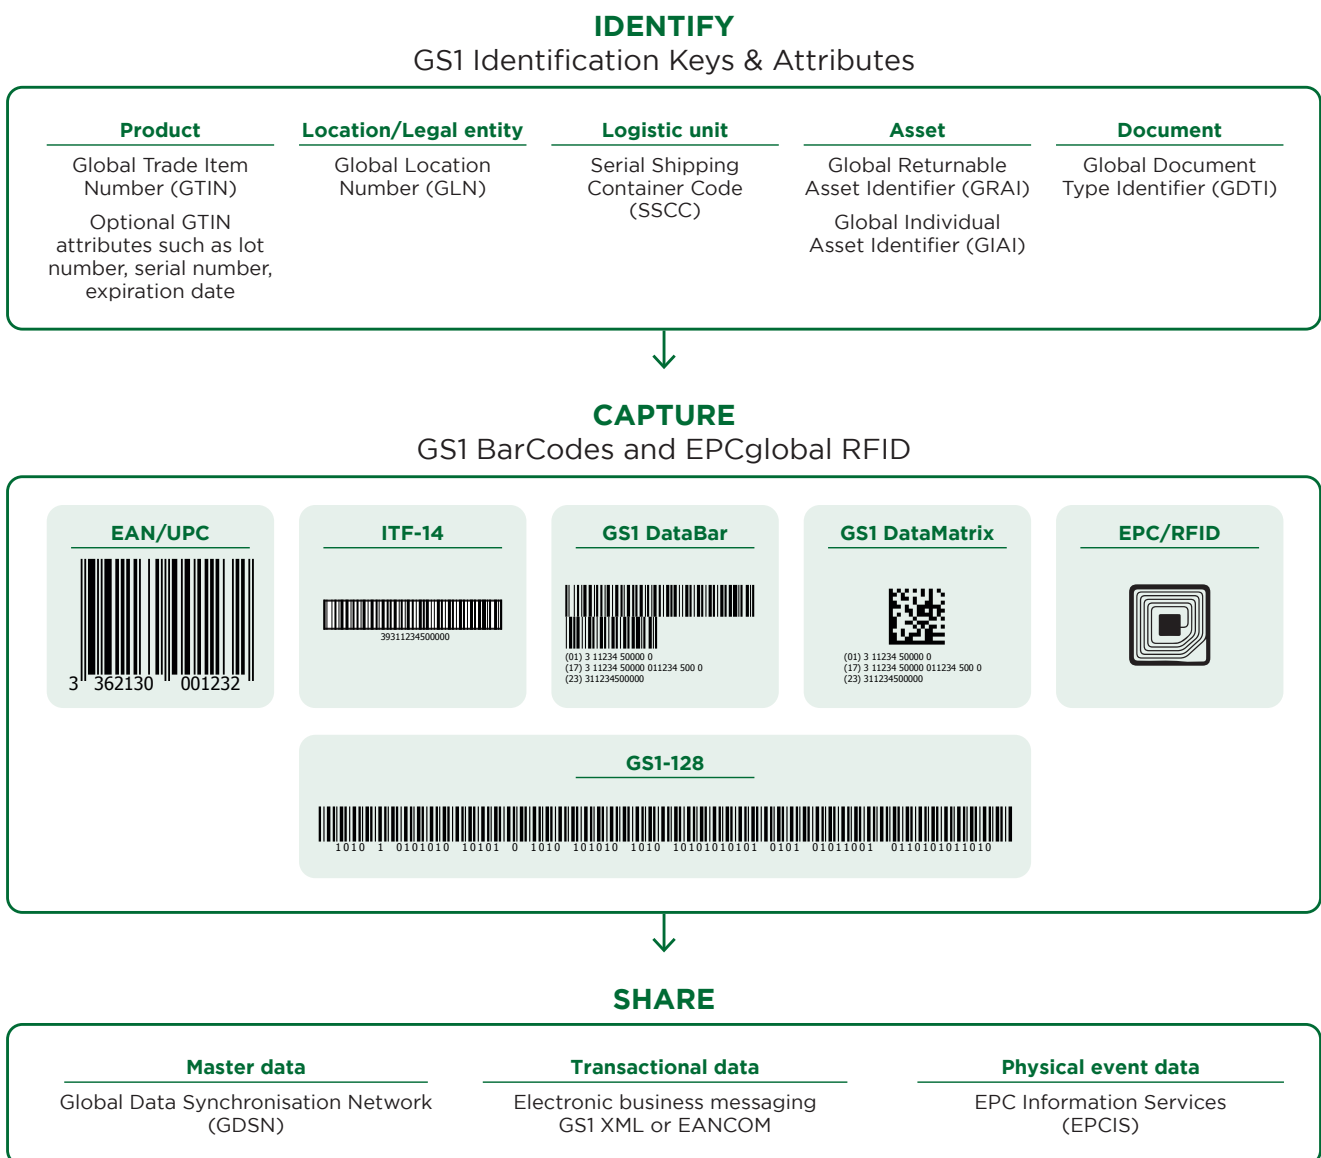 IDENTIFY
GS1 Identification Keys & Attributes
Product
Global Trade Item
Number (GTIN)
Optional GTIN
attributes such as lot
number, serial number,
expiration date
Location/Legal entity
Global Location
Number (GLN)
Logistic unit
Serial Shipping
Container Code
(SSCC)
Asset
Global Returnable
Asset Identifier (GRAI)
Global Individual
Asset Identifier (GIAI)
Document
Global Document
Type Identifier (GDTI)
CAPTURE
GS1 BarCodes and EPCglobal RFID
EAN/UPC
3 362130 001232
ITF-14
39311234500000
GS1 DataBar
(01) 3 11234 50000 0
(17) 3 11234 50000 011234 500 0
(23) 311234500000
GS1 DataMatrix
(01) 3 11234 50000 0
(17) 3 11234 50000 011234 500 0
(23) 311234500000
EPC/RFID
GS1-128
1010 1 0101010 10101 0 1010 101010 1010 10101010101 0101 01011001 0110101011010
SHARE
Master data
Global Data Synchronisation Network
(GDSN)
Transactional data
Electronic business messaging
GS1 XML or EANCOM
Physical event data
EPC Information Services
(EPCIS)